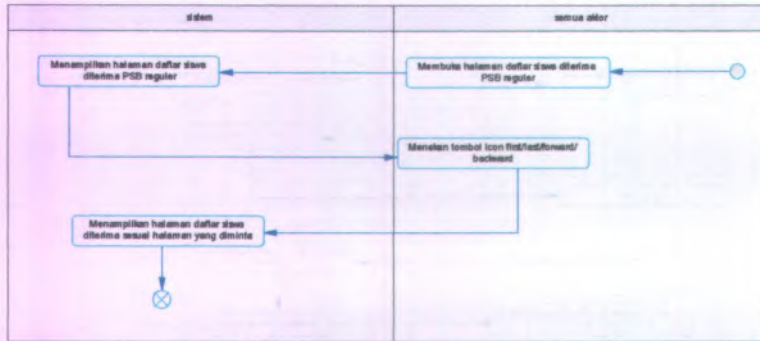 sistem
semua aktor
Menampilkan halaman daftar siswa
diterima PSB reguler
Membuka halaman daftar siswa diterima
PSB reguler
Menekan tombol icon first/last/forward/
backward
Menampilkan halaman daftar siswa
diterima sesuai halaman yang diminta